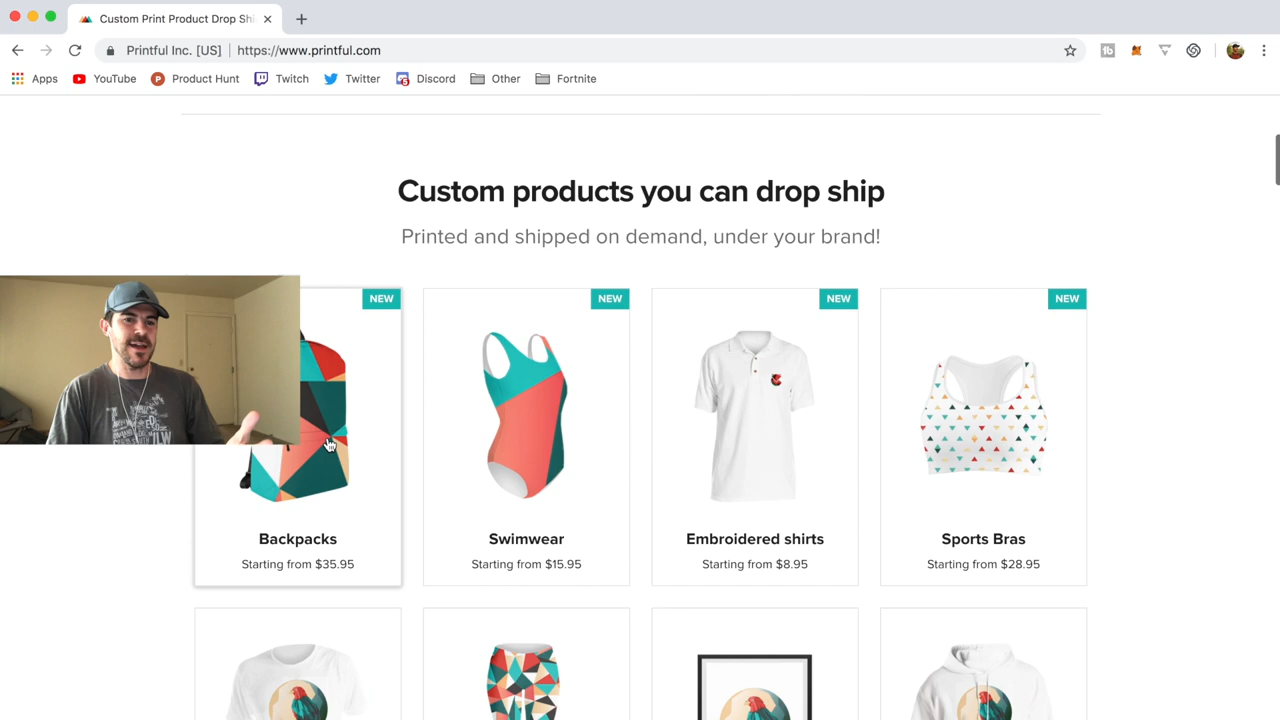 Custom Print Product Drop Shi
Printful Inc. [US] | https://www.printful.com
Apps YouTube Product Hunt Twitch Twitter Discord Other Fortnite
Custom products you can drop ship
Printed and shipped on demand, under your brand!
NEW NEW NEW NEW
Backpacks Swimwear Embroidered shirts Sports Bras
Starting from $35.95 Starting from $15.95 Starting from $8.95 Starting from $28.95